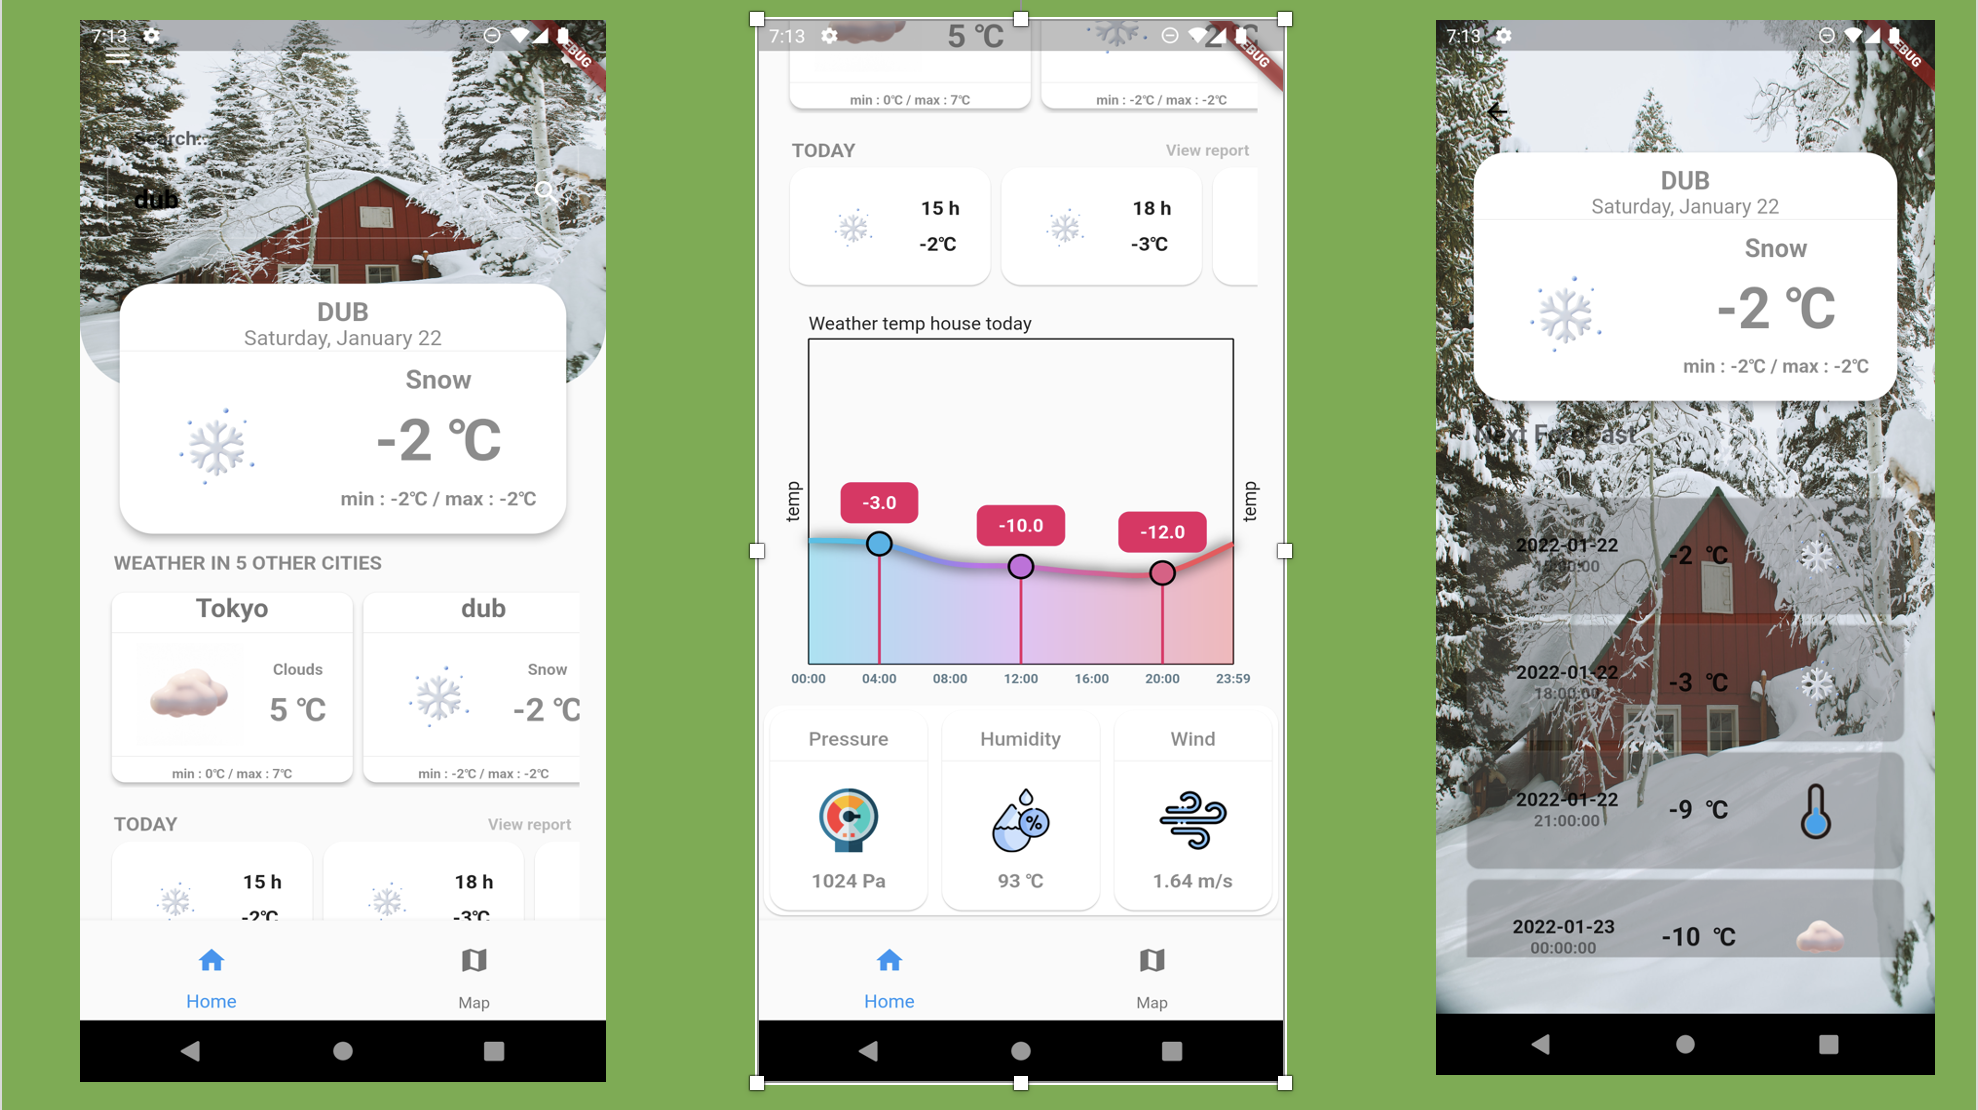 7:13
EBUG
Search...
dub
DUB
Saturday, January 22
Snow
-2 °C
min : -2°C / max : -2°C
WEATHER IN 5 OTHER CITIES
Tokyo
Clouds
5 °C
min : 0°C / max : 7°C
dub
Snow
-2 °C
min : -2°C / max : -2°C
TODAY
View report
15 h
-2°C
18 h
-3°C
Home
Map
7:13
EBUG
5 °C
min : 0°C / max : 7°C
min : -2°C / max : -2°C
TODAY
View report
15 h
-2°C
18 h
-3°C
Weather temp house today
temp
temp
-3.0
-10.0
-12.0
00:00
04:00
08:00
12:00
16:00
20:00
23:59
Pressure
1024 Pa
Humidity
93 °C
Wind
1.64 m/s
Home
Map
7:13
EBUG
DUB
Saturday, January 22
Snow
-2 °C
min : -2°C / max : -2°C
Next ForeCast
2022-01-22
15:00:00
-2 °C
2022-01-22
18:00:00
-3 °C
2022-01-22
21:00:00
-9 °C
2022-01-23
00:00:00
-10 °C